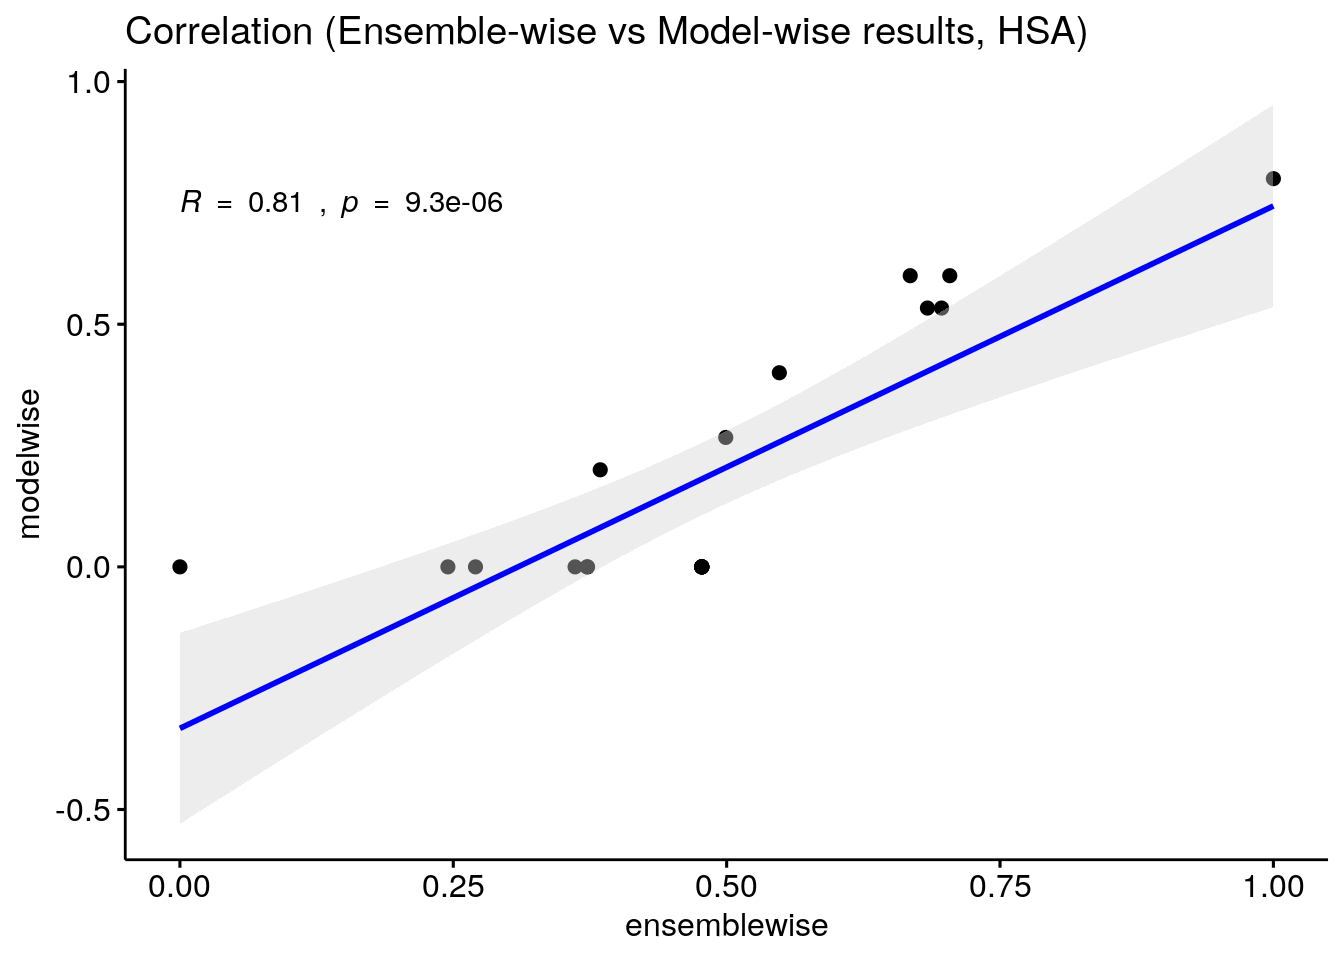 Correlation (Ensemble-wise vs Model-wise results, HSA)
1.0
R = 0.81 , p = 9.3e-06
0.5
modelwise
0.0
-0.5
0.00 0.25 0.50 0.75 1.00
ensemblewise